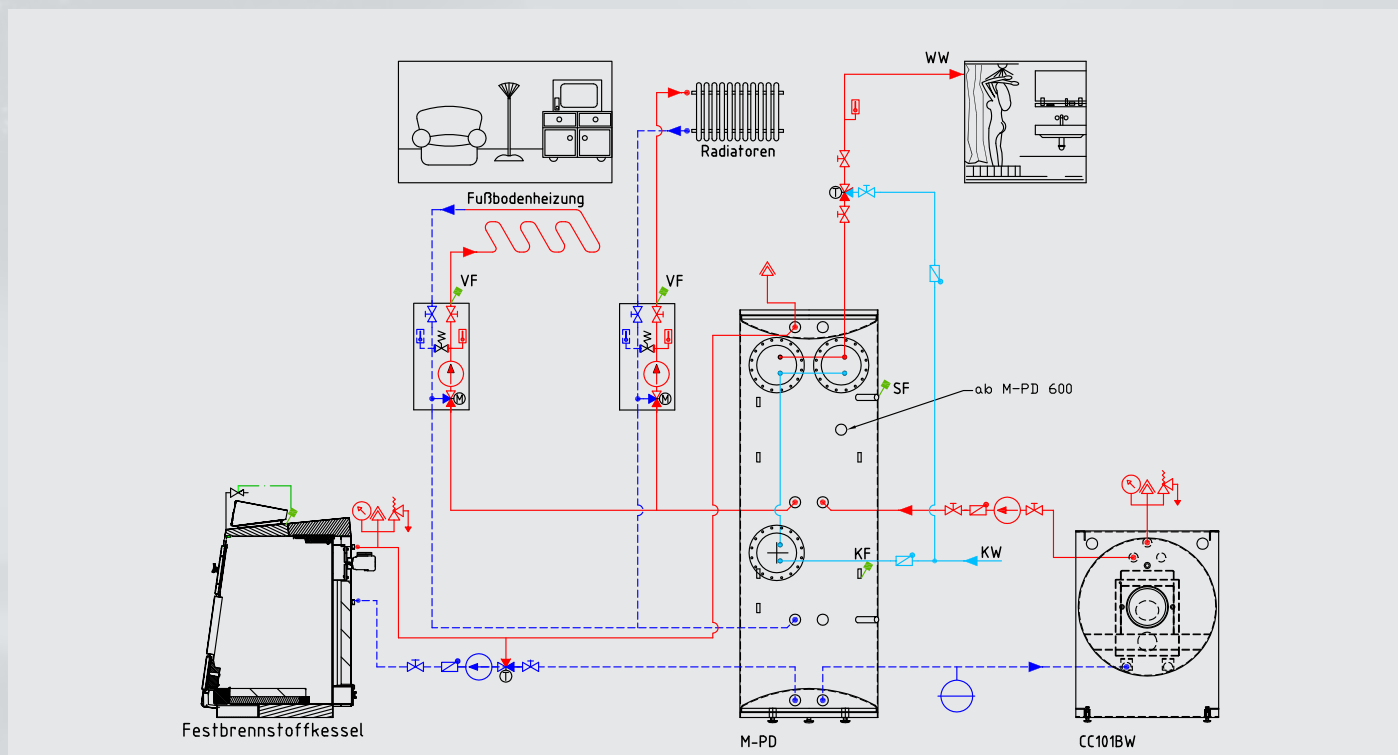 WW
Radiatoren
T
Fußbodenheizung
VF
VF
M
M
SF
ab M-PD 600
KF
KW
T
Festbrennstoffkessel
M-PD
CC101BW